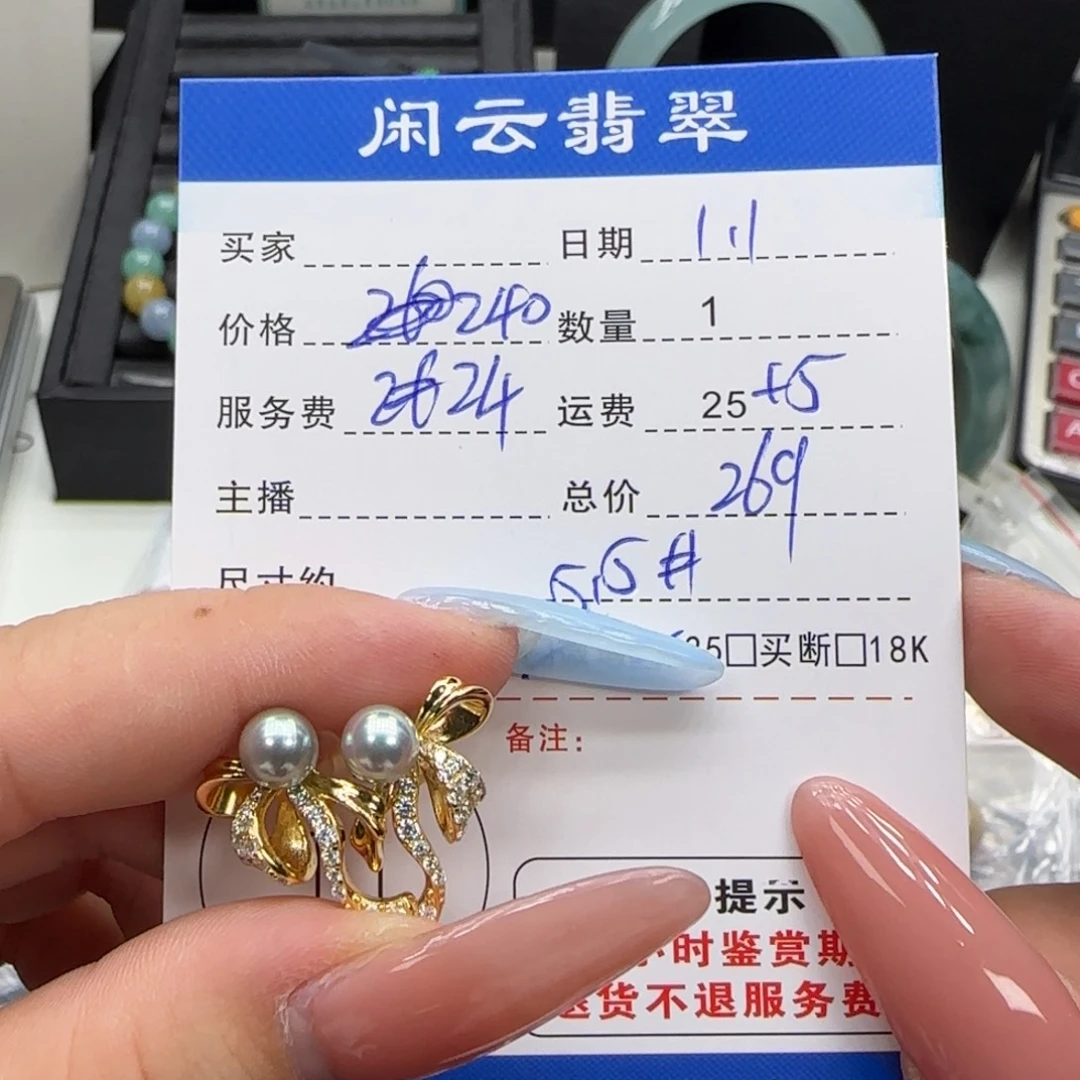 闲云翡翠
买家 日期 1.1
价格 240 数量 1
服务费 24 运费 25+5
主播 总价 269
尺寸约 5.5#
35□买断□18K
备注：
提示
小时鉴赏期
退货不退服务费